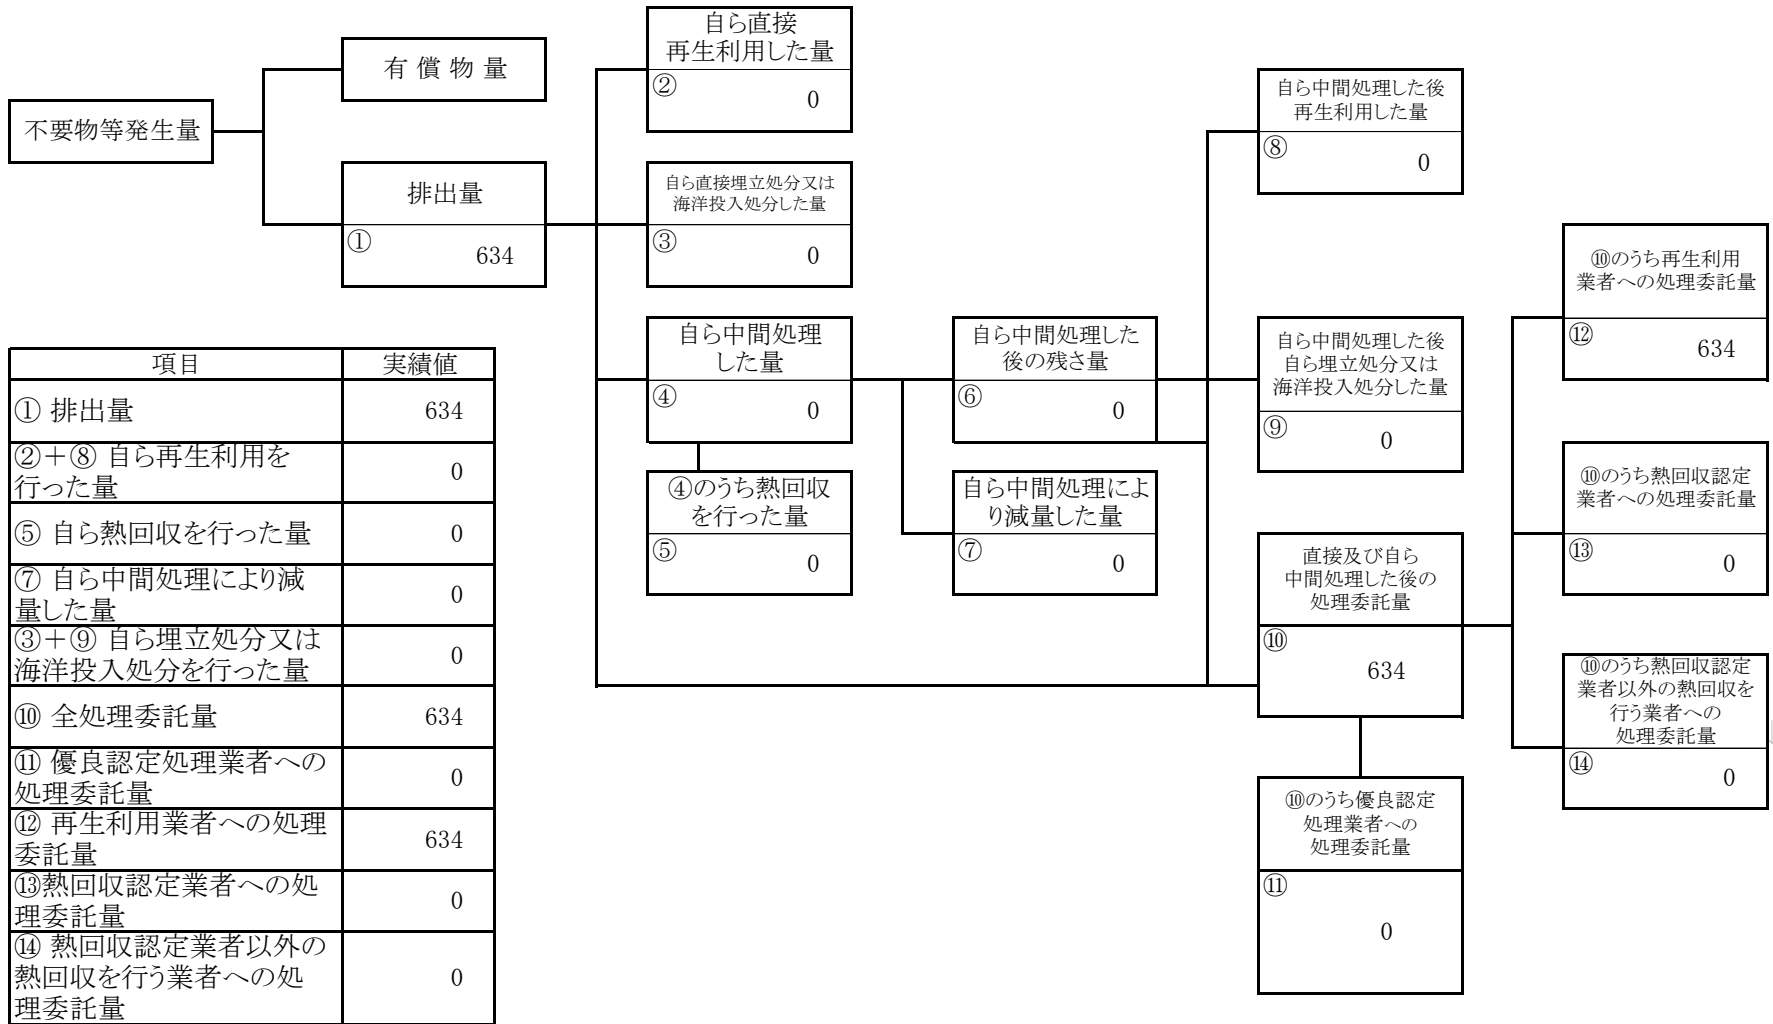 不要物等発生量
有 償 物 量
排出量
①
634
自ら直接
再生利用した量
②
0
自ら直接埋立処分又は
海洋投入処分した量
③
0
自ら中間処理
した量
④
0
④のうち熱回収
を行った量
⑤
0
自ら中間処理した
後の残さ量
⑥
0
自ら中間処理によ
り減量した量
⑦
0
自ら中間処理した後
再生利用した量
⑧
0
自ら中間処理した後
自ら埋立処分又は
海洋投入処分した量
⑨
0
直接及び自ら
中間処理した後の
処理委託量
⑩
634
⑩のうち優良認定
処理業者への
処理委託量
⑪
0
⑩のうち再生利用
業者への処理委託量
⑫
634
⑩のうち熱回収認定
業者への処理委託量
⑬
0
⑩のうち熱回収認定
業者以外の熱回収を
行う業者への
処理委託量
⑭
0
項目 実績値
① 排出量 634
②＋⑧ 自ら再生利用を
行った量 0
⑤ 自ら熱回収を行った量 0
⑦ 自ら中間処理により減
量した量 0
③＋⑨ 自ら埋立処分又は
海洋投入処分を行った量 0
⑩ 全処理委託量 634
⑪ 優良認定処理業者への
処理委託量 0
⑫ 再生利用業者への処理
委託量 634
⑬熱回収認定業者への処
理委託量 0
⑭ 熱回収認定業者以外の
熱回収を行う業者への処
理委託量 0